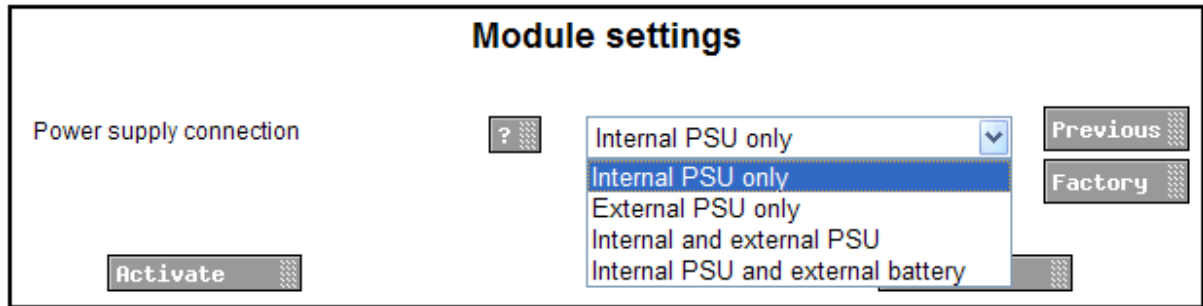 Module settings
Power supply connection
?
Internal PSU only
Previous
Internal PSU only
Factory
External PSU only
Internal and external PSU
Internal PSU and external battery
Activate